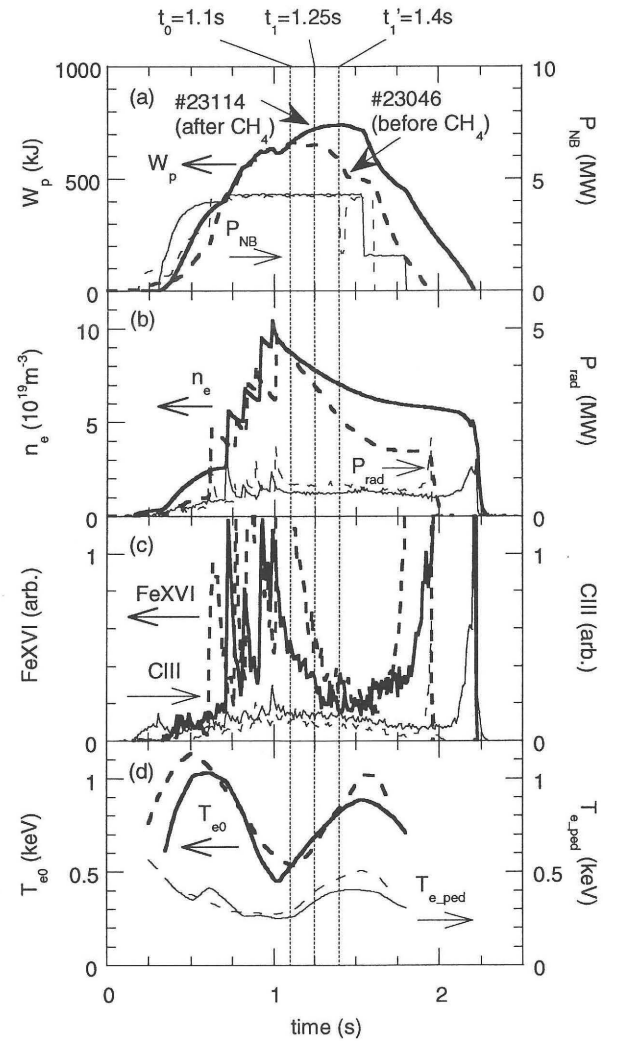 t0=1.1s t1=1.25s t1'=1.4s
1000 10
(a)
#23114
(after CH4)
#23046
(before CH4)
Wp (kJ)
PNB (MW)
Wp
500 5
PNB
0 0
(b)
10 5
ne (10^19 m^-3)
Prad (MW)
ne
5
Prad
0 0
(c)
1 1
FeXVI (arb.)
CIII (arb.)
FeXVI
CIII
0 0
(d)
1 1
Te0 (keV)
Te_ped (keV)
Te0
0.5 0.5
Te_ped
0 0
0 1 2
time (s)